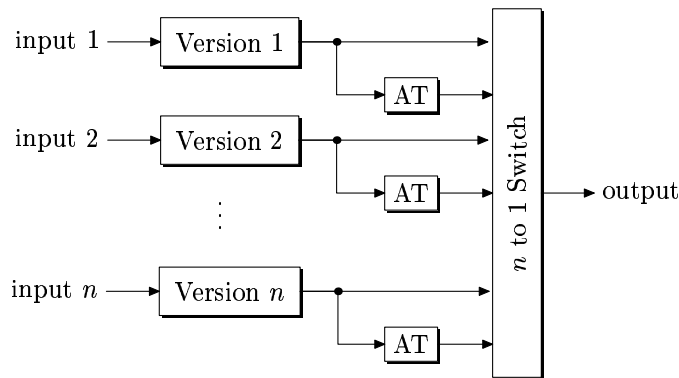 input 1
Version 1
AT
input 2
Version 2
AT
n to 1 Switch
output
input n
Version n
AT